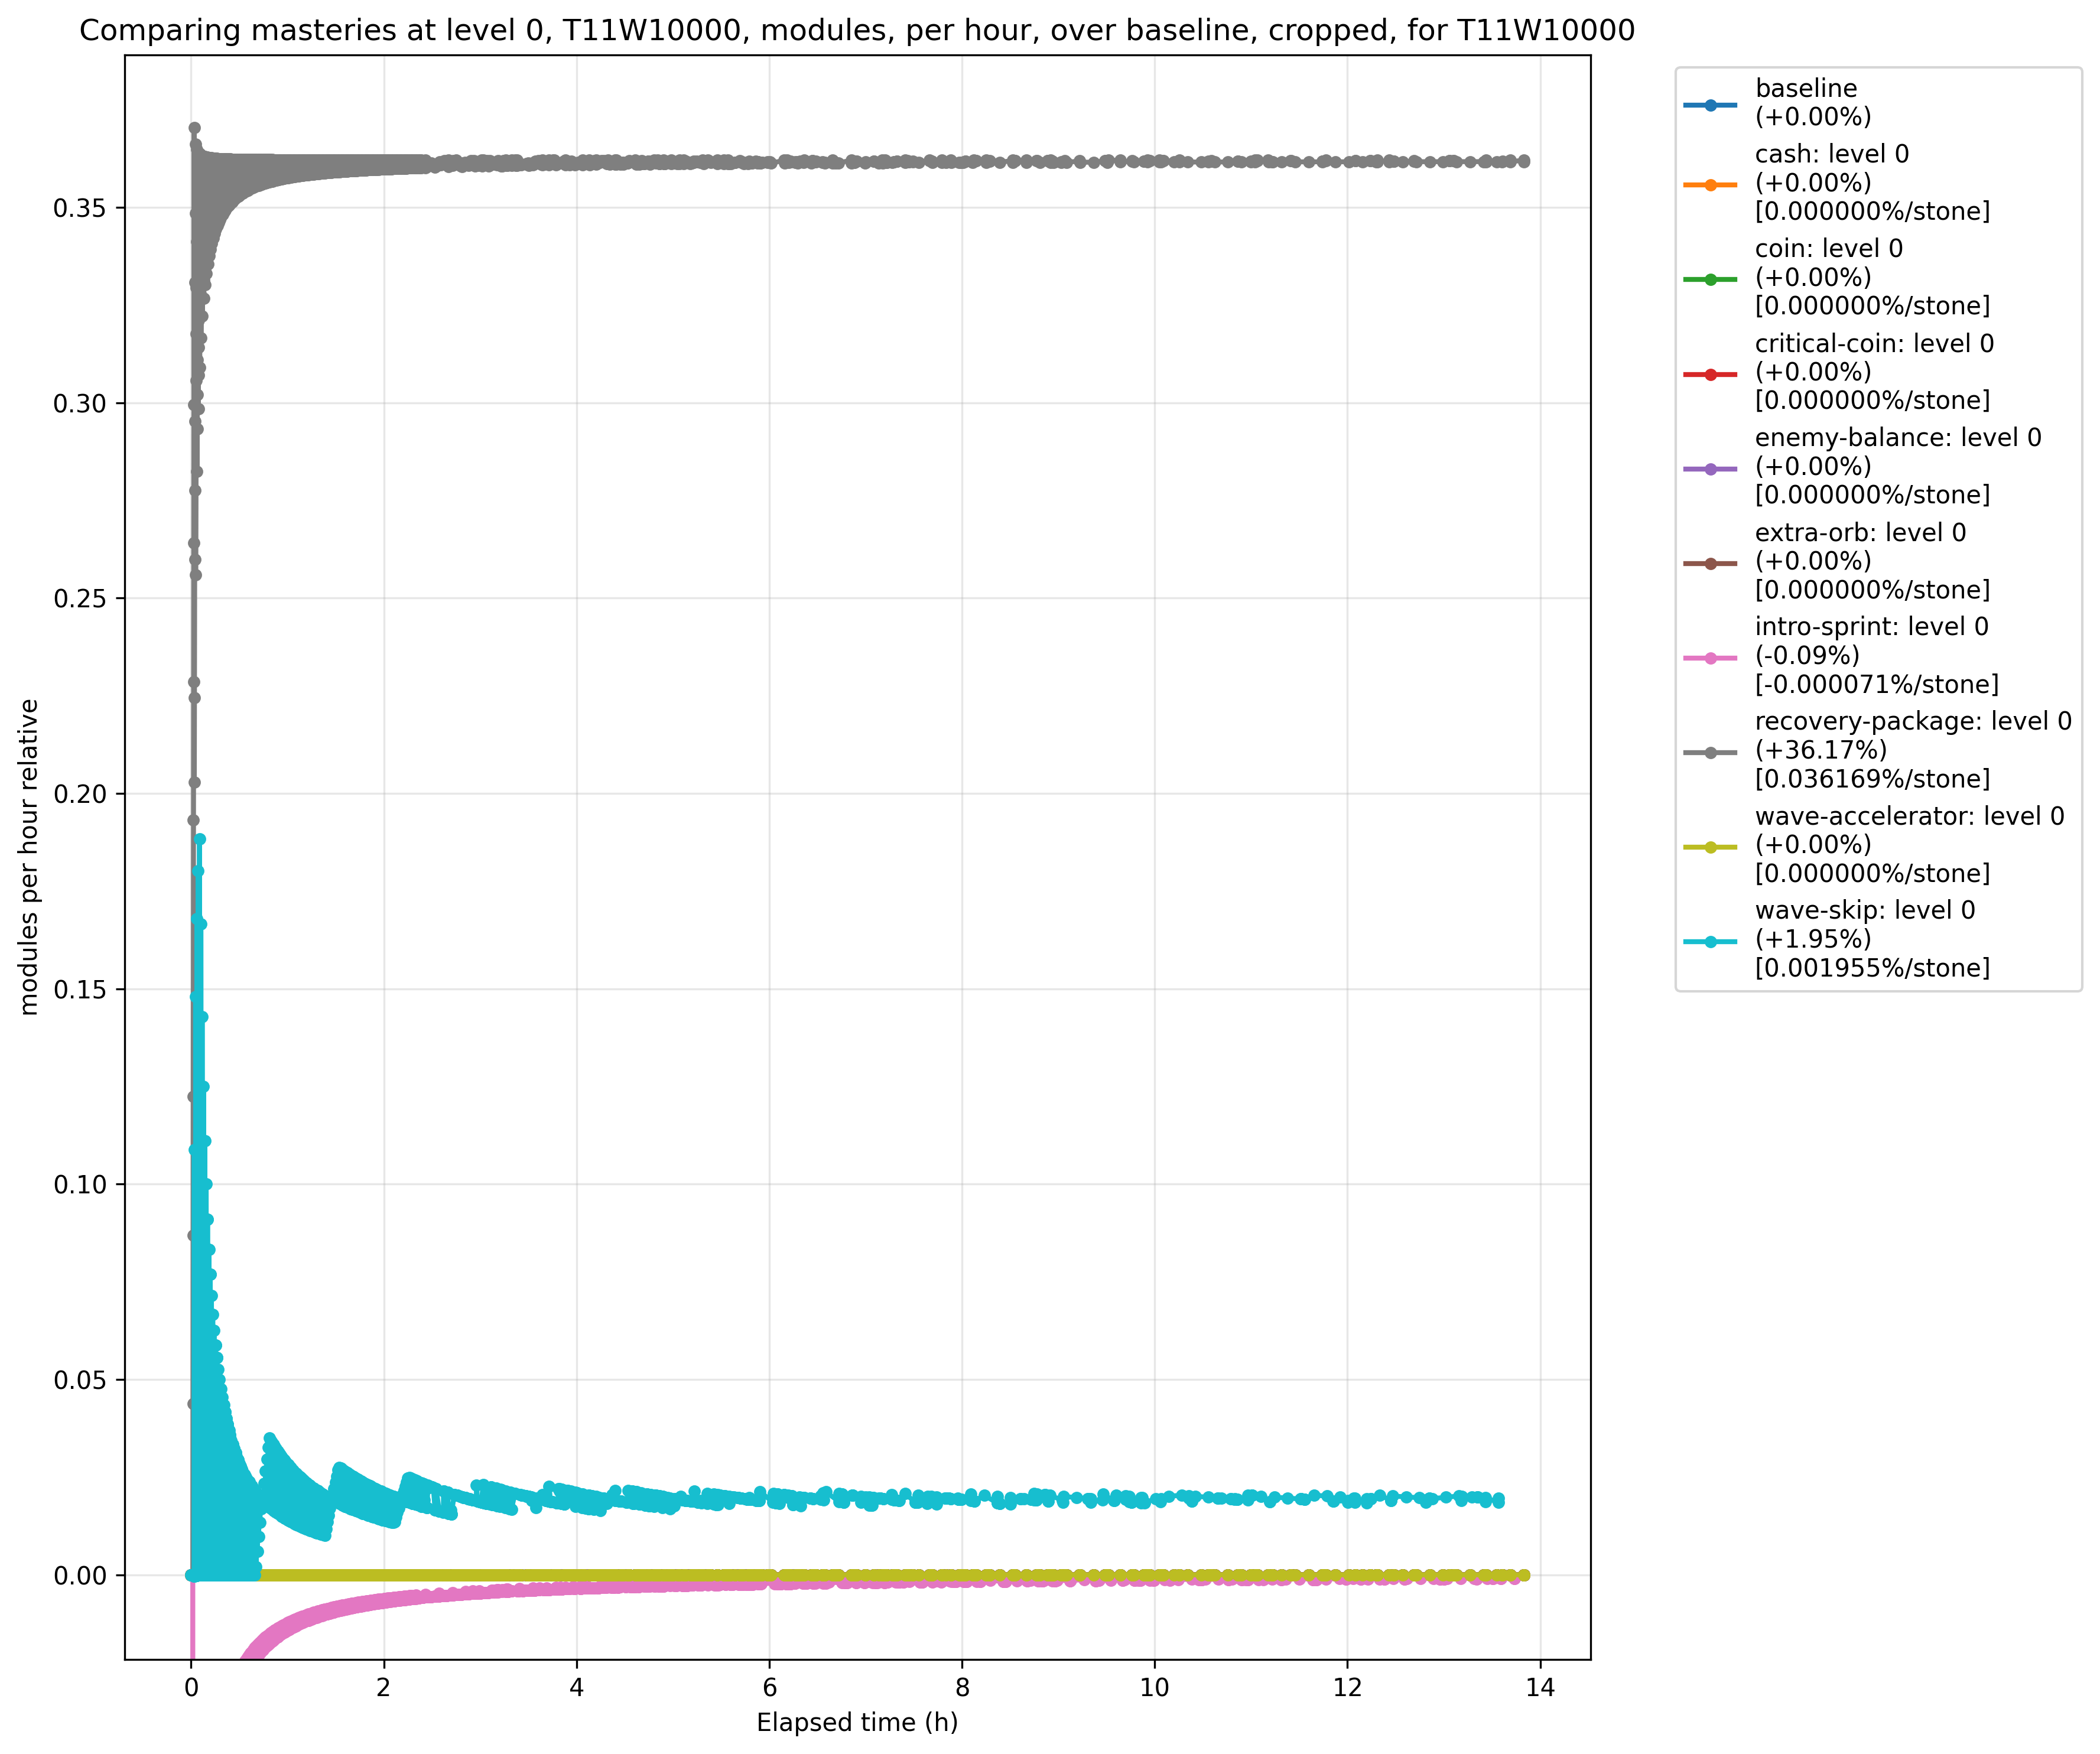 Comparing masteries at level 0, T11W10000, modules, per hour, over baseline, cropped, for T11W10000
modules per hour relative
0.35
0.30
0.25
0.20
0.15
0.10
0.05
0.00
0
2
4
6
8
10
12
14
Elapsed time (h)
baseline
(+0.00%)
cash: level 0
(+0.00%)
[0.000000%/stone]
coin: level 0
(+0.00%)
[0.000000%/stone]
critical-coin: level 0
(+0.00%)
[0.000000%/stone]
enemy-balance: level 0
(+0.00%)
[0.000000%/stone]
extra-orb: level 0
(+0.00%)
[0.000000%/stone]
intro-sprint: level 0
(-0.09%)
[-0.000071%/stone]
recovery-package: level 0
(+36.17%)
[0.036169%/stone]
wave-accelerator: level 0
(+0.00%)
[0.000000%/stone]
wave-skip: level 0
(+1.95%)
[0.001955%/stone]